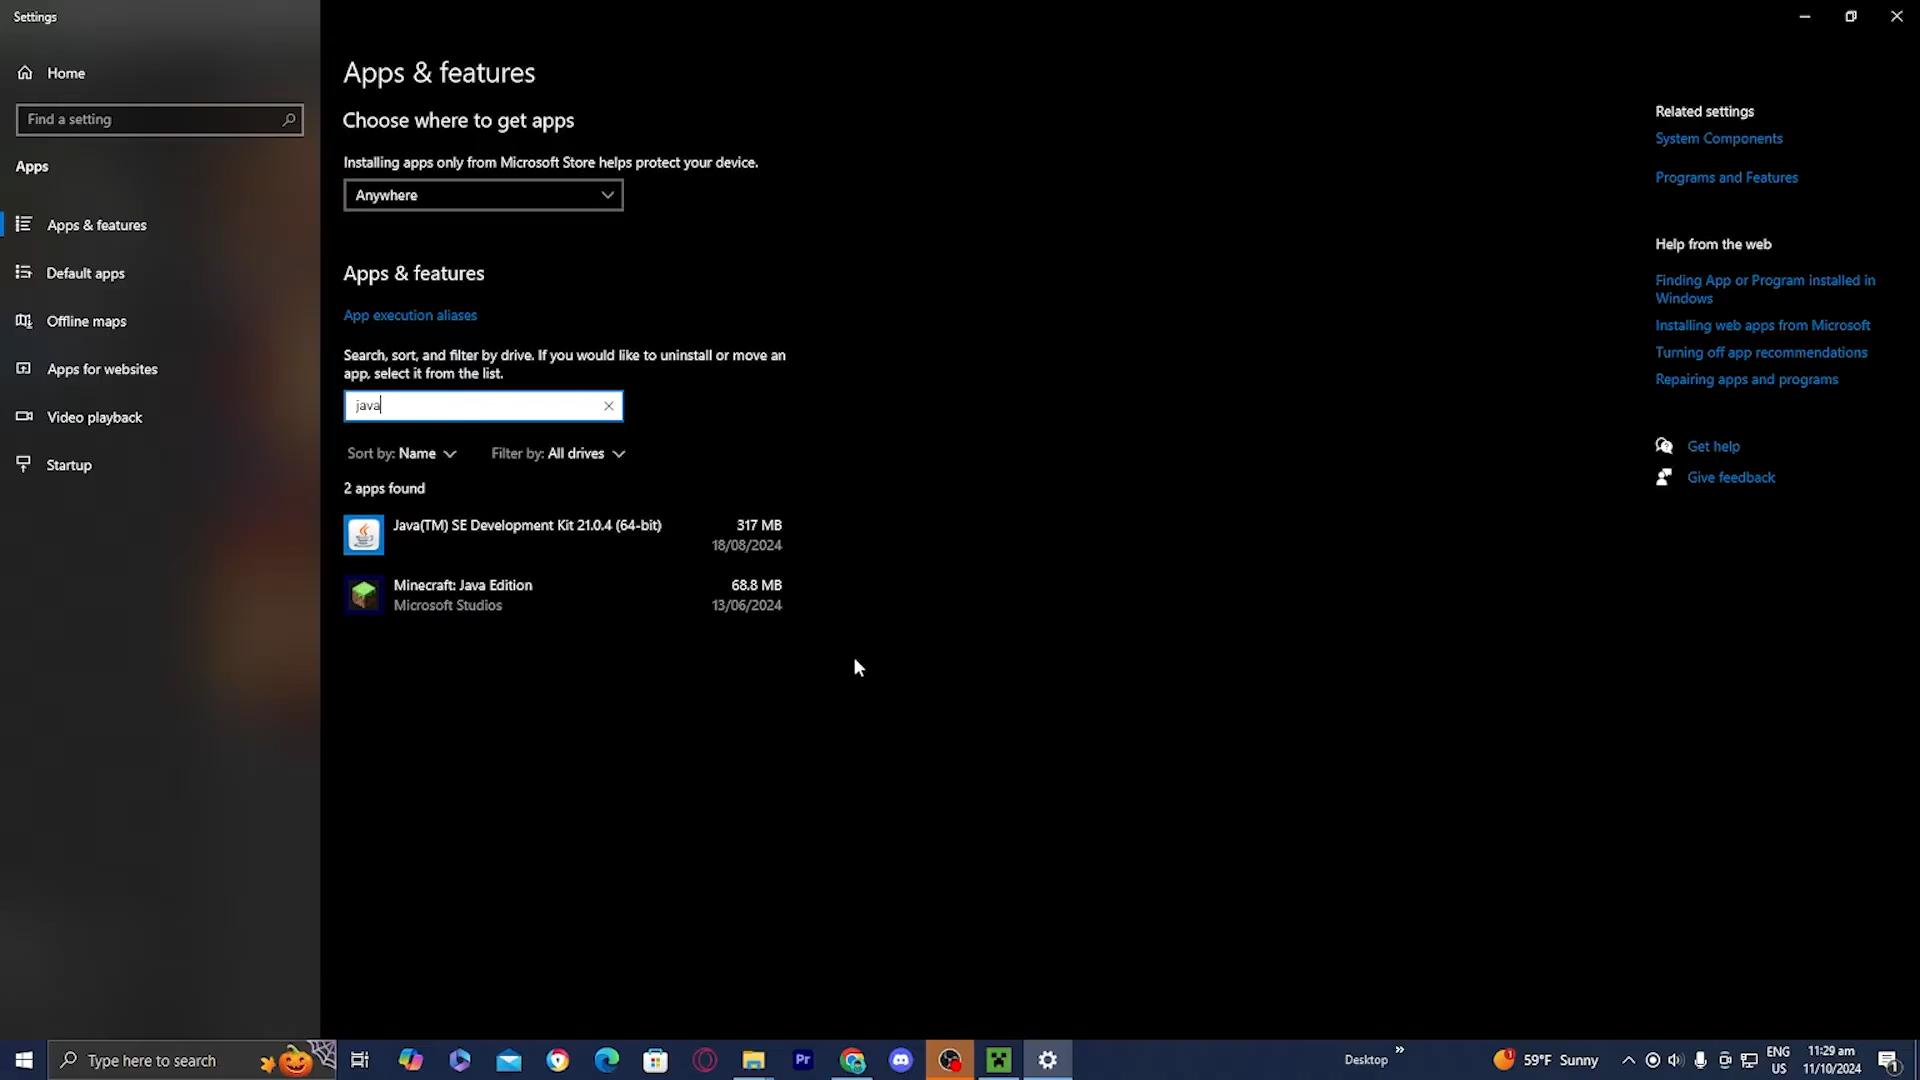 Settings
Home
Find a setting
Apps
Apps & features
Default apps
Offline maps
Apps for websites
Video playback
Startup
Apps & features
Choose where to get apps
Installing apps only from Microsoft Store helps protect your device.
Anywhere
Apps & features
App execution aliases
Search, sort, and filter by drive. If you would like to uninstall or move an
app, select it from the list.
java
Sort by: Name
Filter by: All drives
2 apps found
Java(TM) SE Development Kit 21.0.4 (64-bit)
317 MB
18/08/2024
Minecraft: Java Edition
68.8 MB
Microsoft Studios
13/06/2024
Related settings
System Components
Programs and Features
Help from the web
Finding App or Program installed in
Windows
Installing web apps from Microsoft
Turning off app recommendations
Repairing apps and programs
Get help
Give feedback
Type here to search
Pr
Desktop
1
59°F Sunny
ENG
US
11:29 am
11/10/2024
1